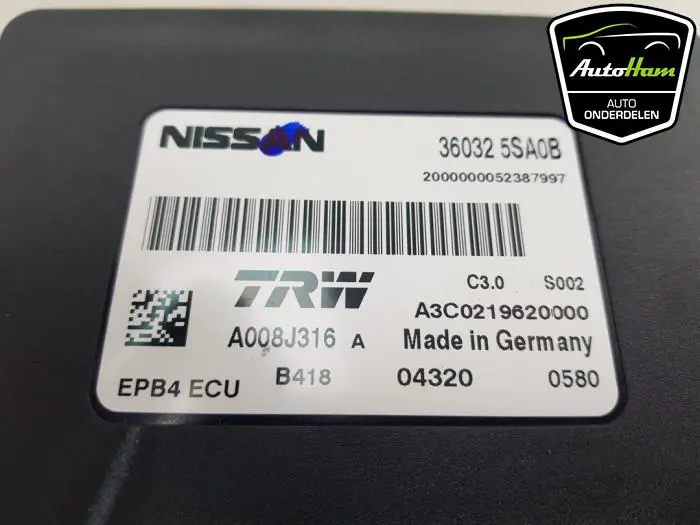 AutoHam
AUTO
ONDERDELEN
NISSAN
36032 5SA0B
2000000052387997
TRW
C3.0 S002
A3C0219620000
A008J316 A
Made in Germany
EPB4 ECU
B418
04320
0580